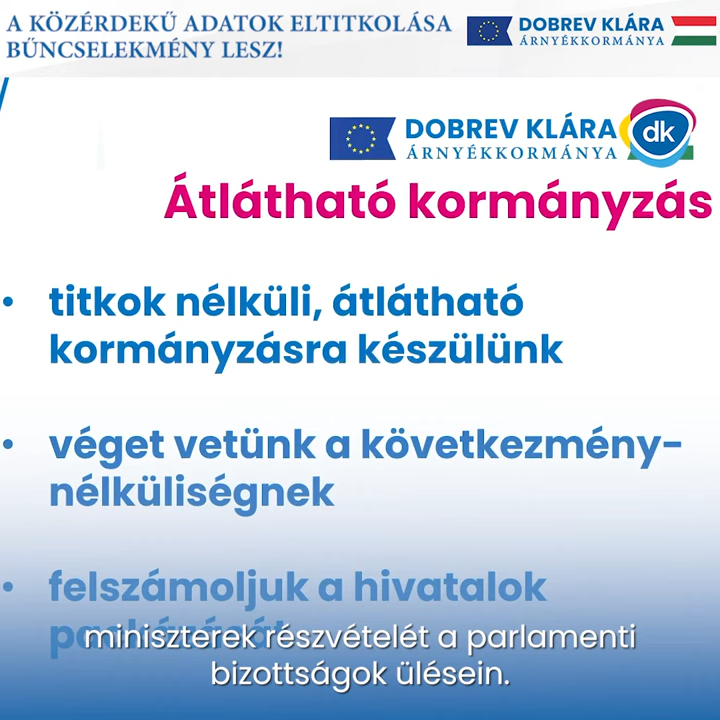 A KÖZÉRDEKŰ ADATOK ELTITKOLÁSA
BŰNCSELEKMÉNY LESZ!
DOBREV KLÁRA
ÁRNYÉKKORMÁNYA
DOBREV KLÁRA
ÁRNYÉKKORMÁNYA
dk
Átlátható kormányzás
• titkok nélküli, átlátható
kormányzásra készülünk
• véget vetünk a következmény-
nélküliségnek
• felszámoljuk a hivatalok
miniszterek részvételét a parlamenti
bizottságok ülésein.